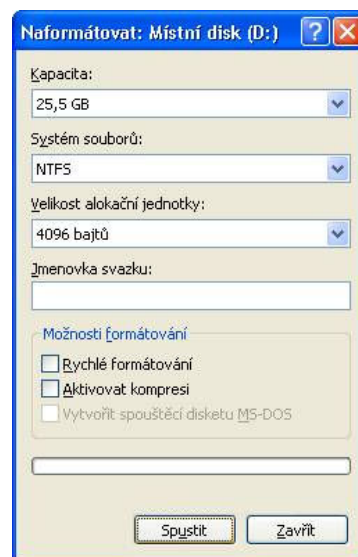 Naformátovat: Místní disk (D:)
Kapacita:
25,5 GB
Systém souborů:
NTFS
Velikost alokační jednotky:
4096 bajtů
Jmenovka svazku:
Možnosti formátování
Rychlé formátování
Aktivovat kompresi
Vytvořit spouštěcí disketu MS-DOS
Spustit Zavřít